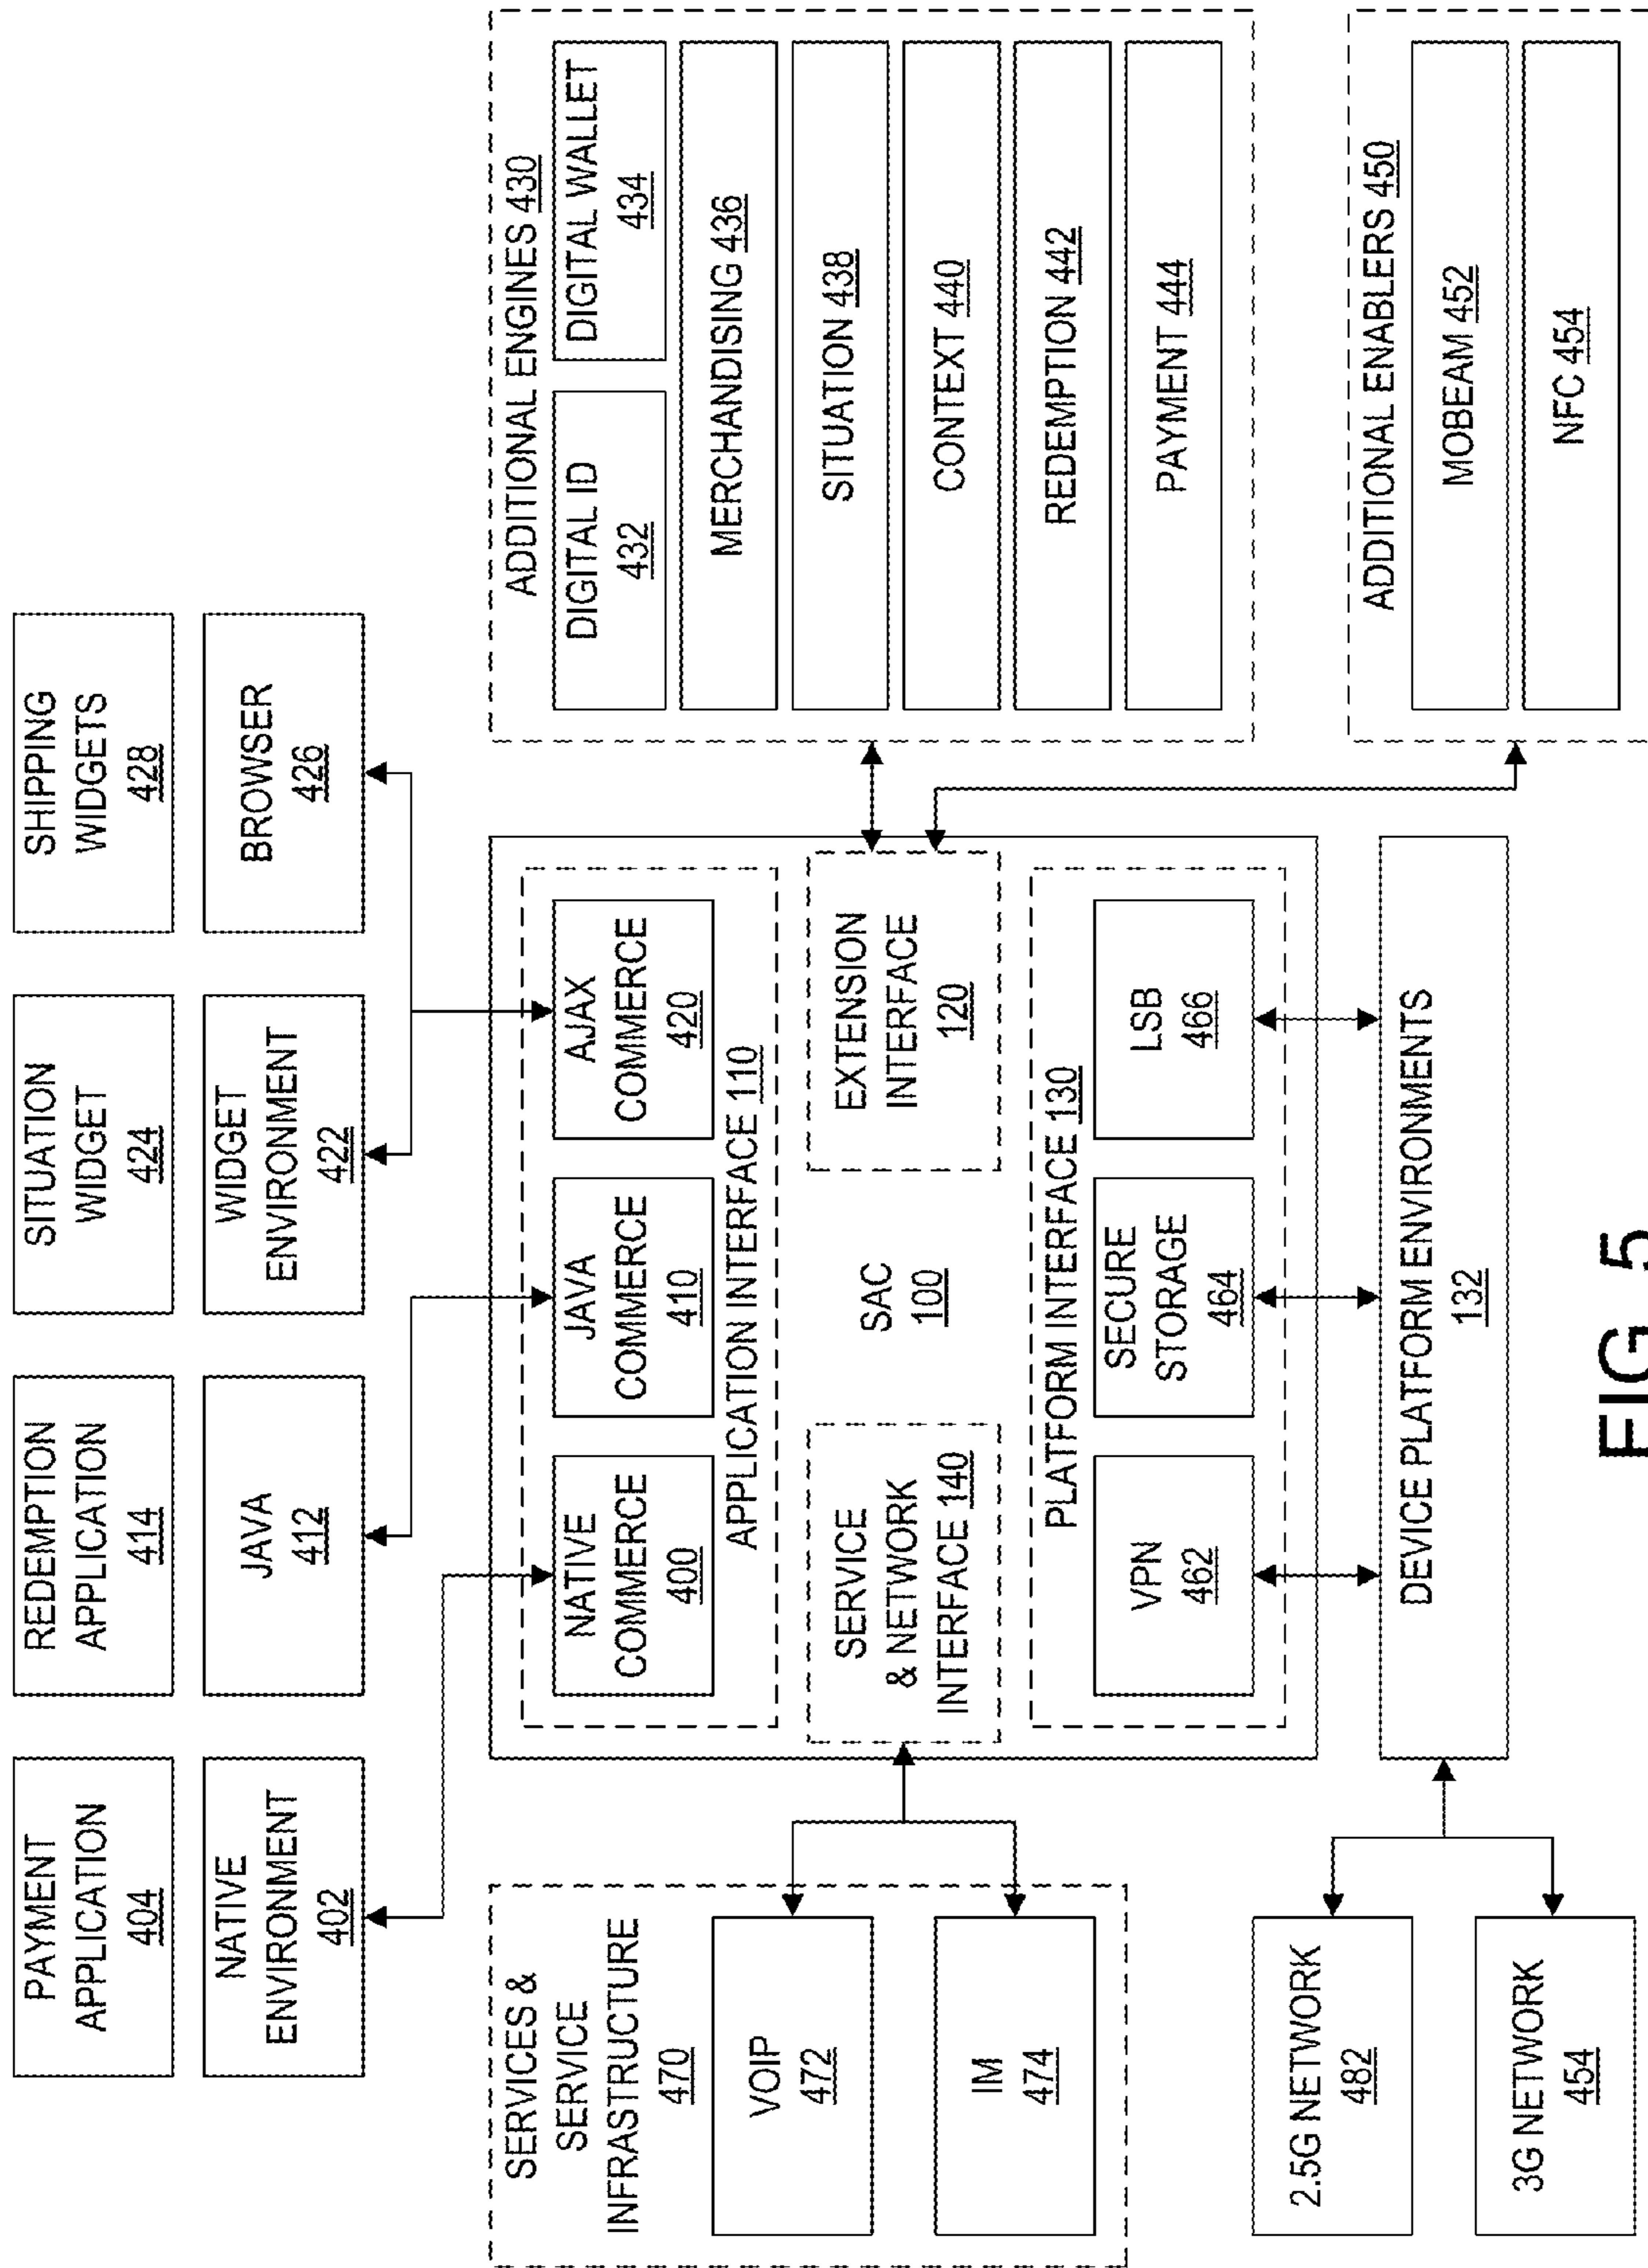 PAYMENT
APPLICATION
404
REDEMPTION
APPLICATION
414
SITUATION
WIDGET
424
SHIPPING
WIDGETS
428
NATIVE
ENVIRONMENT
402
JAVA
412
WIDGET
ENVIRONMENT
422
BROWSER
426
SERVICES &
SERVICE
INFRASTRUCTURE
470
VOIP
472
IM
474
NATIVE
COMMERCE
400
JAVA
COMMERCE
410
AJAX
COMMERCE
420
APPLICATION INTERFACE 110
SERVICE
& NETWORK
INTERFACE 140
SAC
100
EXTENSION
INTERFACE
120
PLATFORM INTERFACE 130
VPN
462
SECURE
STORAGE
464
LSB
466
ADDITIONAL ENGINES 430
DIGITAL ID
432
DIGITAL WALLET
434
MERCHANDISING 436
SITUATION 438
CONTEXT 440
REDEMPTION 442
PAYMENT 444
2.5G NETWORK
482
3G NETWORK
454
DEVICE PLATFORM ENVIRONMENTS
132
ADDITIONAL ENABLERS 450
MOBEAM 452
NFC 454
FIG 5